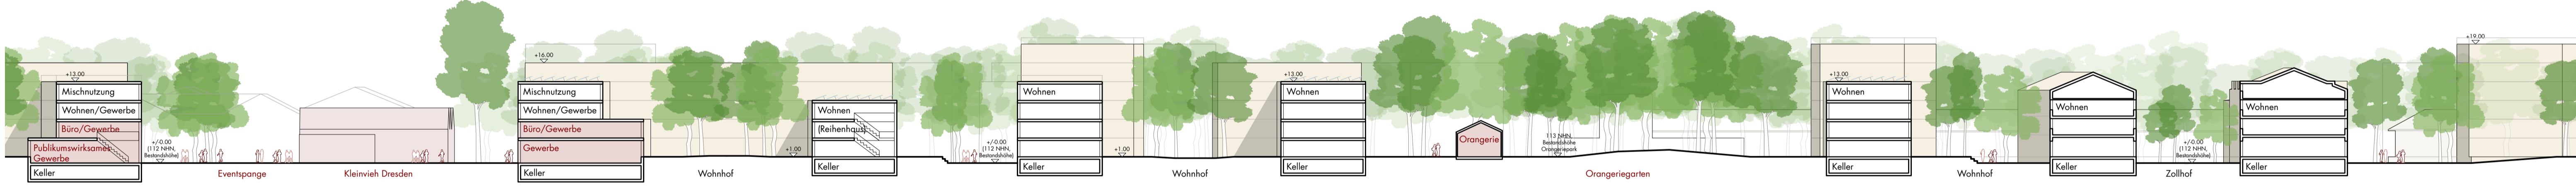 +13.00
Mischnutzung
Wohnen/Gewerbe
Büro/Gewerbe
Publikumswirksames
Gewerbe
Keller
+/-0.00
(112 NHN,
Bestandshöhe)
Eventspange
Kleinvieh Dresden
+16.00
Mischnutzung
Wohnen/Gewerbe
Büro/Gewerbe
Gewerbe
Keller
Wohnhof
+1.00
Wohnen
(Reihenhaus)
Keller
+/-0.00
(112 NHN,
Bestandshöhe)
Wohnen
Keller
+1.00
Wohnhof
+13.00
Wohnen
Keller
Orangerie
113 NHN,
Bestandshöhe
Orangeriepark
Orangeriegarten
+13.00
Wohnen
Keller
Wohnhof
Wohnen
Keller
+/-0.00
(112 NHN,
Bestandshöhe)
Zollhof
Wohnen
Keller
+19.00